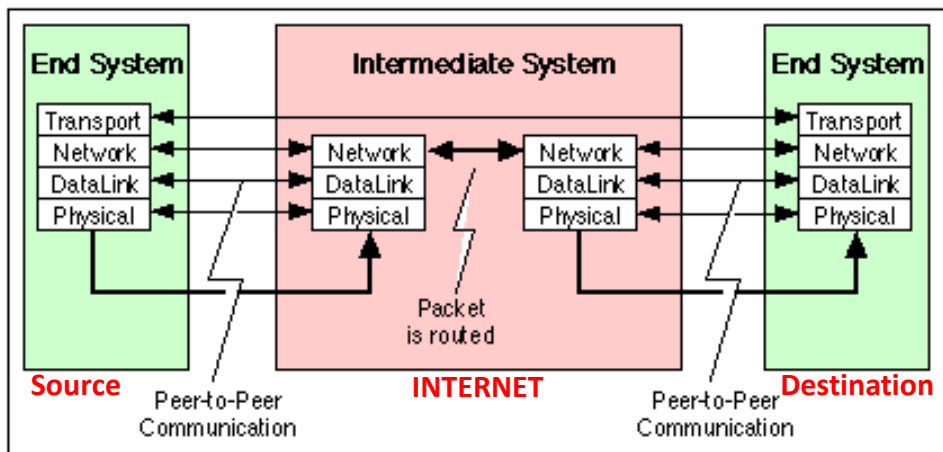 End System
Intermediate System
End System
Transport
Network
DataLink
Physical
Network
DataLink
Physical
Network
DataLink
Physical
Transport
Network
DataLink
Physical
Packet
is routed
Source
INTERNET
Destination
Peer-to-Peer
Communication
Peer-to-Peer
Communication